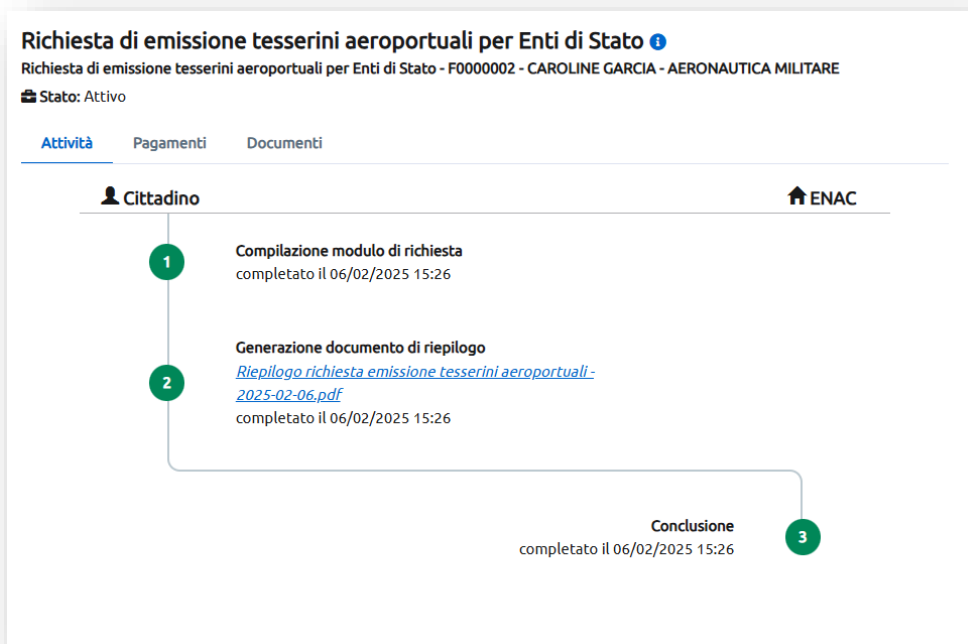 Richiesta di emissione tesserini aeroportuali per Enti di Stato
Richiesta di emissione tesserini aeroportuali per Enti di Stato - F0000002 - CAROLINE GARCIA - AERONAUTICA MILITARE
Stato: Attivo
Attività Pagamenti Documenti
Cittadino ENAC
1
Compilazione modulo di richiesta
completato il 06/02/2025 15:26
Generazione documento di riepilogo
2
Riepilogo richiesta emissione tesserini aeroportuali -
2025-02-06.pdf
completato il 06/02/2025 15:26
Conclusione
3
completato il 06/02/2025 15:26